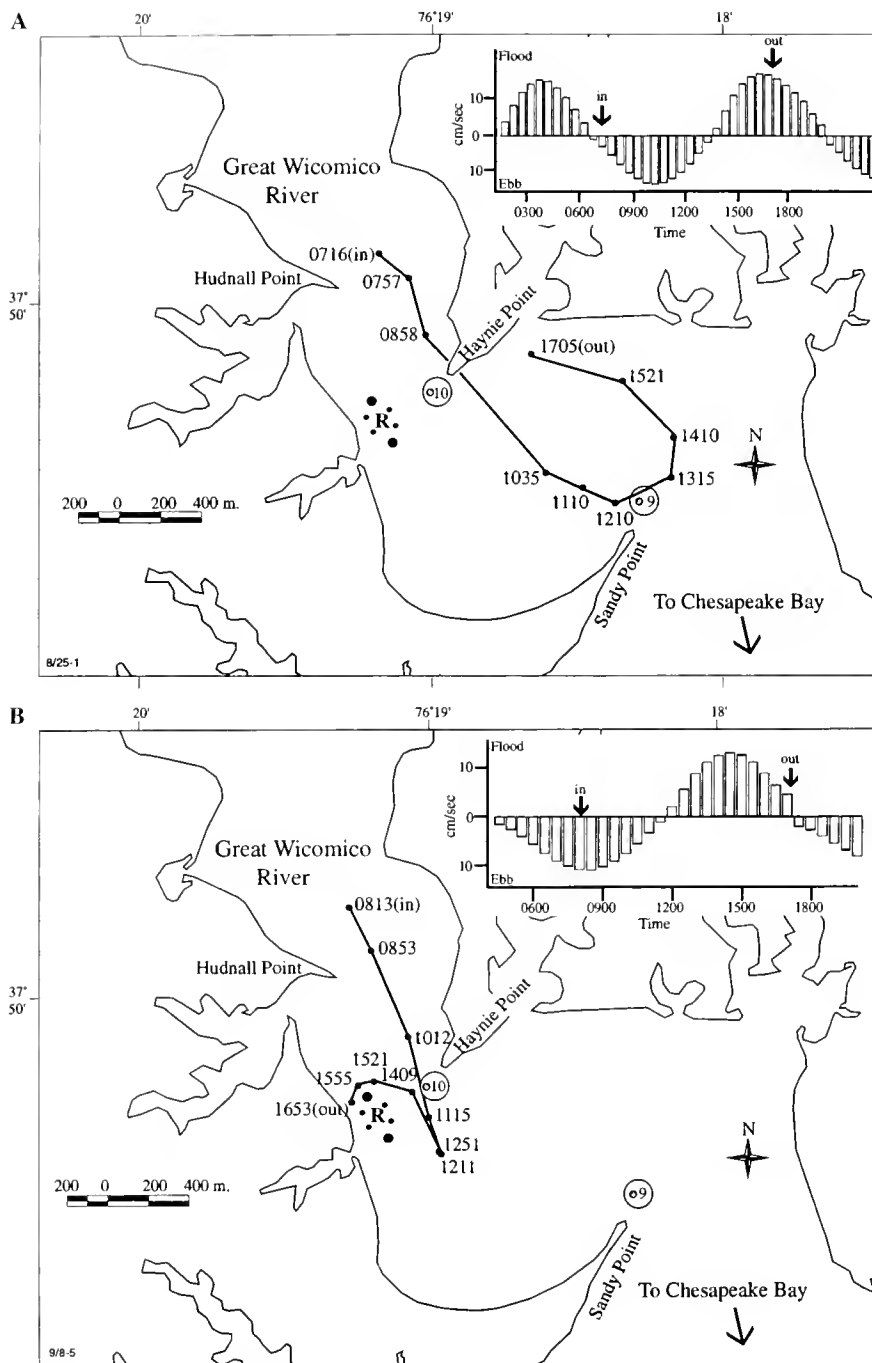 A
20'
76°19'
18'
Flood
out
in
10
cm/sec
0
10
Ebb
0300 0600 0900 1200 1500 1800
Time
Great Wicomico
River
0716(in)
Hudnall Point
0757
37°
50'
0858
Haynie Point
1705(out)
1521
10
R
1410
N
1035
1315
1110
9
1210
200 0 200 400 m.
Sandy Point
To Chesapeake Bay
8/25-1
B
20'
76°19'
18'
Flood
out
in
10
cm/sec
0
10
Ebb
0600 0900 1200 1500 1800
Time
Great Wicomico
River
0813(in)
0853
Hudnall Point
37°
50'
1012
Haynie Point
1521
1555
1409
10
1653(out)
R
1115
N
1251
1211
200 0 200 400 m.
9
Sandy Point
To Chesapeake Bay
9/8-5